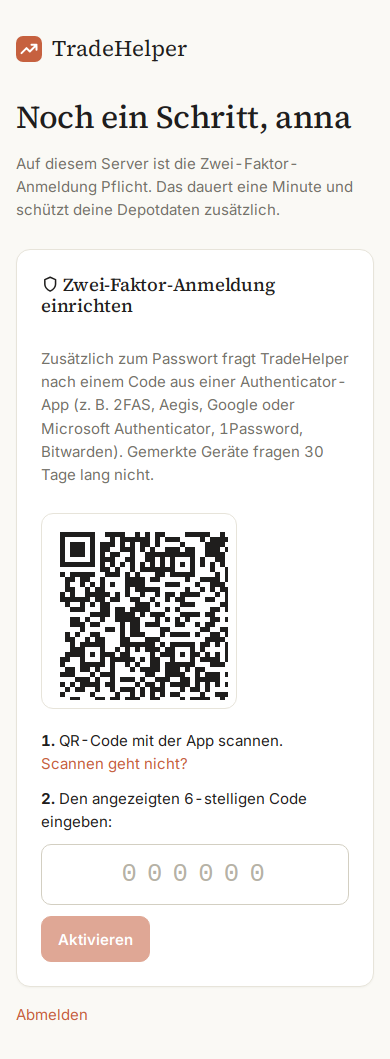 TradeHelper
Noch ein Schritt, anna
Auf diesem Server ist die Zwei-Faktor-
Anmeldung Pflicht. Das dauert eine Minute und
schützt deine Depotdaten zusätzlich.
Zwei-Faktor-Anmeldung
einrichten
Zusätzlich zum Passwort fragt TradeHelper
nach einem Code aus einer Authenticator-
App (z. B. 2FAS, Aegis, Google oder
Microsoft Authenticator, 1Password,
Bitwarden). Gemerkte Geräte fragen 30
Tage lang nicht.
1. QR-Code mit der App scannen.
Scannen geht nicht?
2. Den angezeigten 6-stelligen Code
eingeben:
000000
Aktivieren
Abmelden